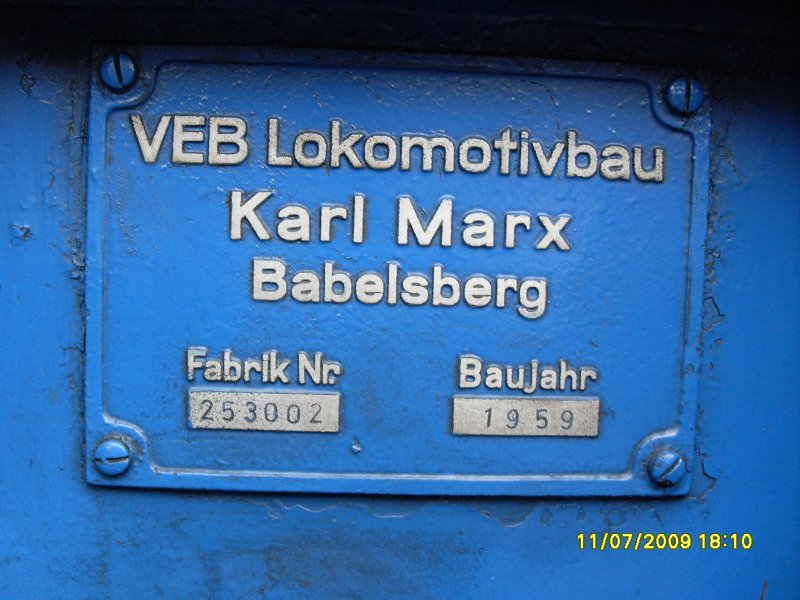 VEB Lokomotivbau
Karl Marx
Babelsberg
Fabrik Nr. Baujahr
253002 1959
11/07/2009 18:10